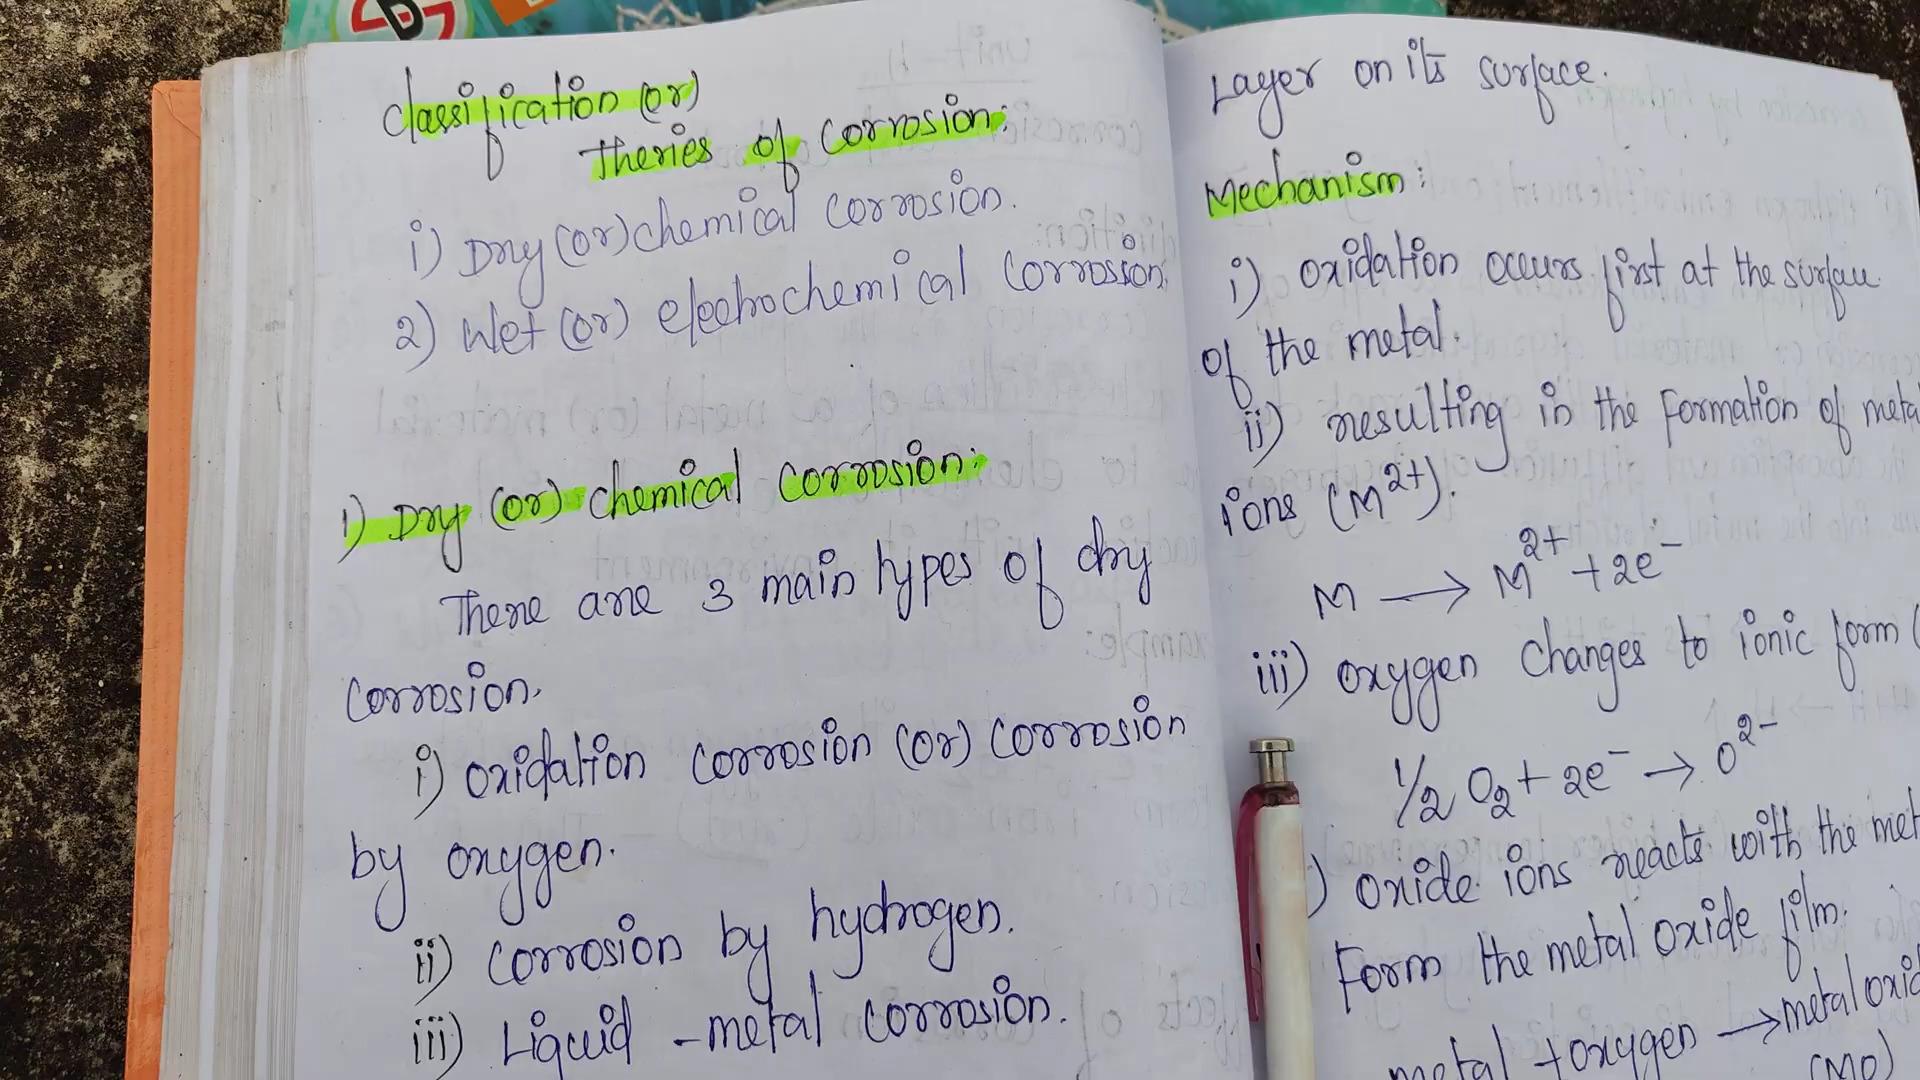 classification (or)
theries of corrosion:
i) Dry (or) chemical corrosion.
2) Wet (or) electrochemical corrosion.
1) Dry (or) chemical corrosion:
There are 3 main types of dry
corrosion.
i) oxidation corrosion (or) corrosion
by oxygen.
ii) corrosion by hydrogen.
iii) Liquid - metal corrosion.
Layer on its surface.
Mechanism:
i) oxidation occurs first at the surface
of the metal.
ii) resulting in the formation of meta
ions (M²⁺).
M → M²⁺ + 2e⁻
iii) oxygen changes to ionic form (
1/2 O₂ + 2e⁻ → O²⁻
) oxide ions reacts with the met
Form the metal oxide film.
metal + oxygen → metal oxid
(MO)